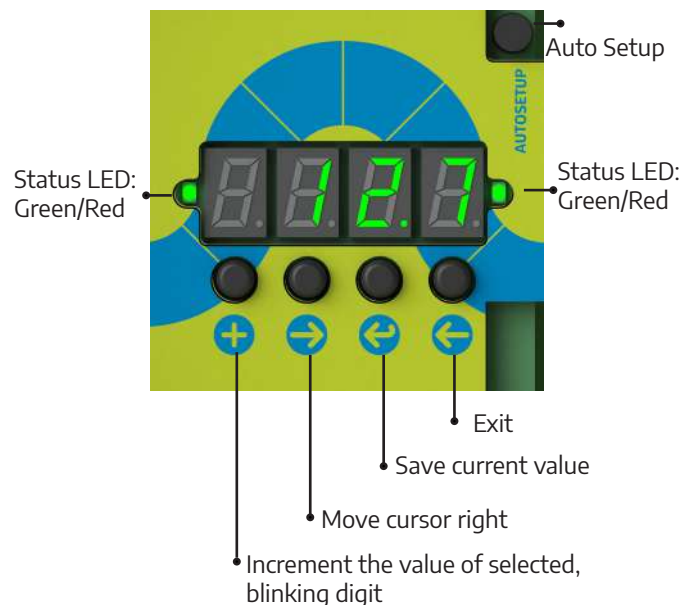 Auto Setup
AUTOSETUP
Status LED:
Green/Red
12.7
Status LED:
Green/Red
Exit
Save current value
Move cursor right
Increment the value of selected,
blinking digit